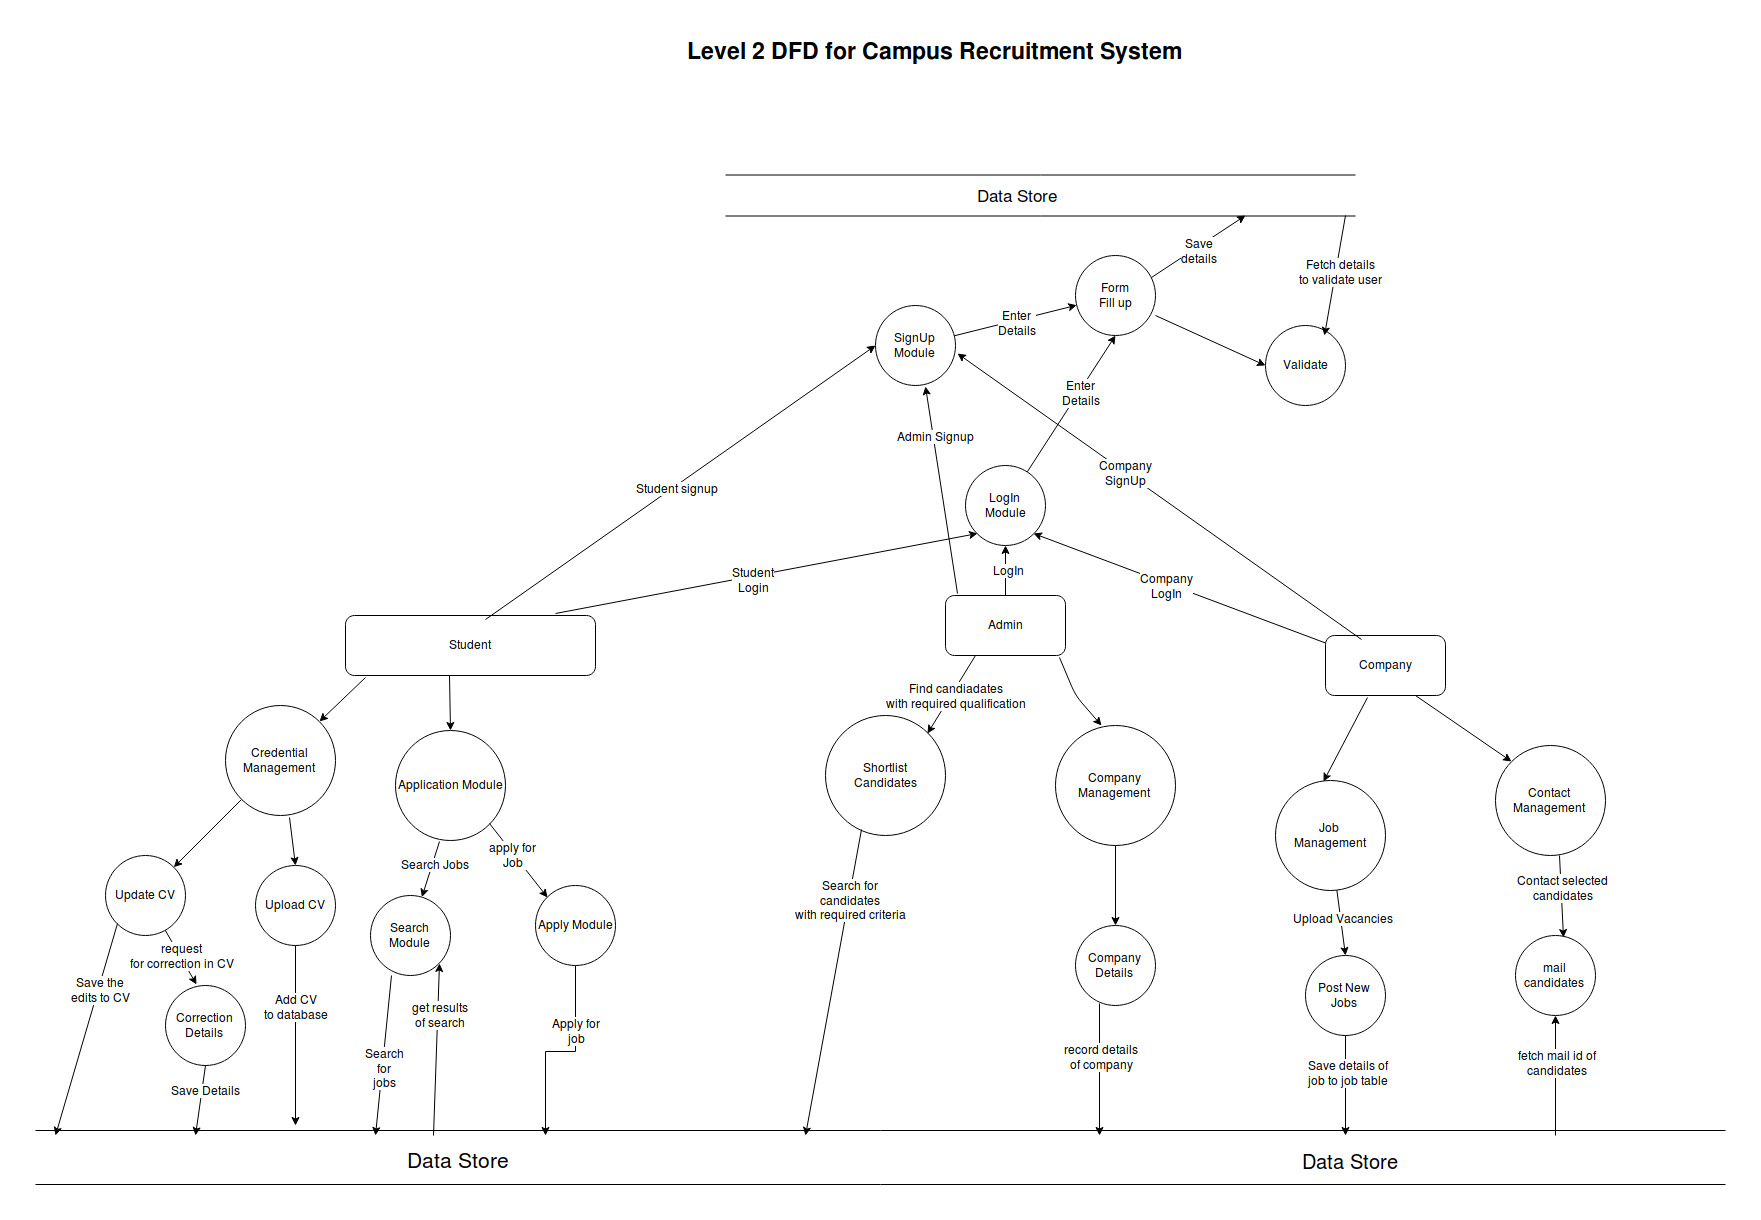 Level 2 DFD for Campus Recruitment System
Data Store
Save
details
Fetch details
to validate user
Form
Fill up
Enter
Details
SignUp
Module
Validate
Enter
Details
Admin Signup
Company
SignUp
Student signup
LogIn
Module
Student
Login
LogIn
Company
LogIn
Student
Admin
Company
Find candiadates
with required qualification
Credential
Management
Application Module
Shortlist
Candidates
Company
Management
Job
Management
Contact
Management
Search Jobs
apply for
Job
Update CV
Upload CV
Search
Module
Apply Module
Search for
candidates
with required criteria
Contact selected
candidates
Upload Vacancies
request
for correction in CV
Save the
edits to CV
Company
Details
Post New
Jobs
mail
candidates
Correction
Details
Add CV
to database
get results
of search
Apply for
job
Search
for
jobs
record details
of company
Save details of
job to job table
fetch mail id of
candidates
Save Details
Data Store
Data Store